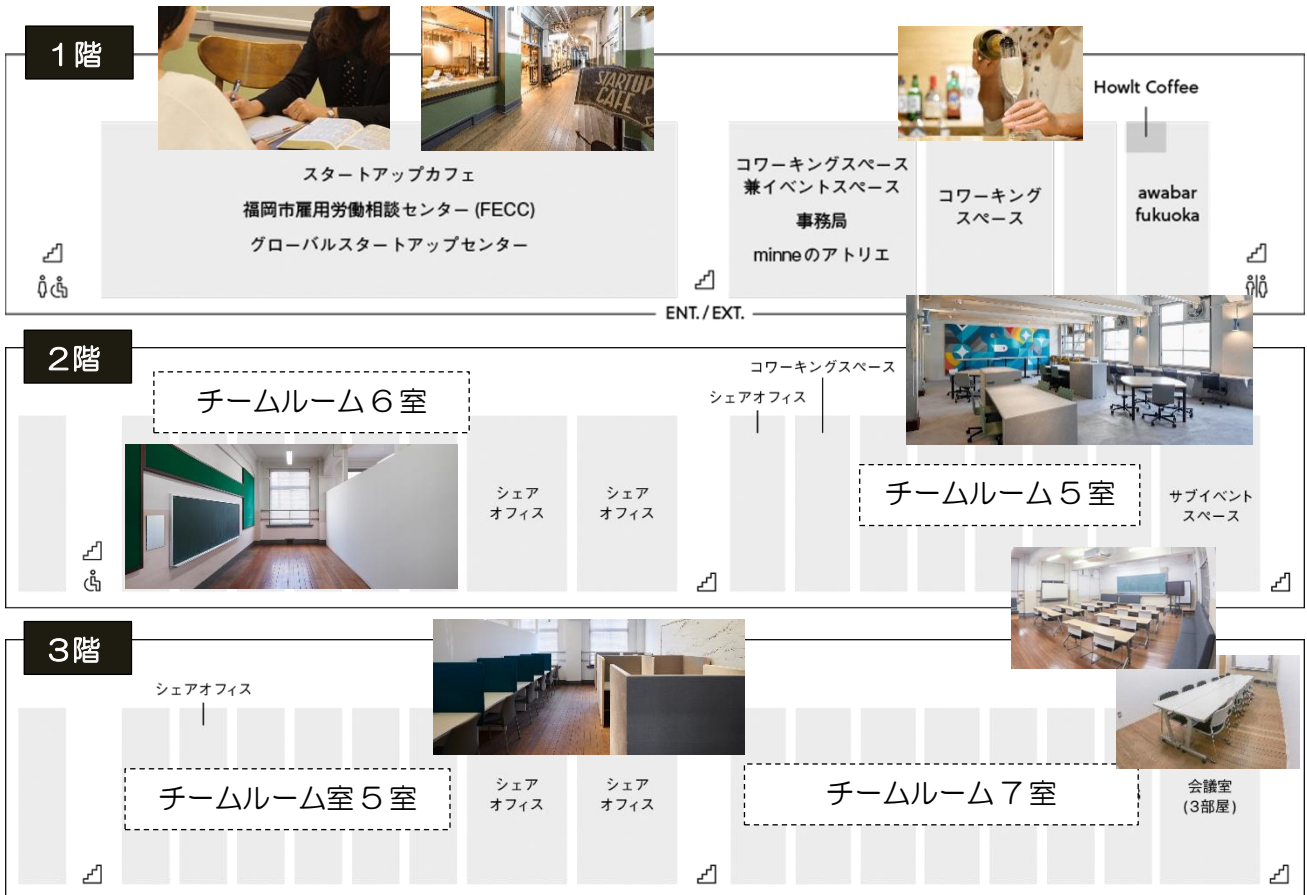 1階
STARTUP
CAFE
Howlt Coffee
スタートアップカフェ
福岡市雇用労働相談センター (FECC)
グローバルスタートアップセンター
コワーキングスペース
兼イベントスペース
事務局
minneのアトリエ
コワーキング
スペース
awabar
fukuoka
ENT. / EXT.
2階
チームルーム6室
シェア
オフィス
シェア
オフィス
シェアオフィス
コワーキングスペース
チームルーム5室
サブイベント
スペース
3階
シェアオフィス
チームルーム室5室
シェア
オフィス
シェア
オフィス
チームルーム7室
会議室
(3部屋)